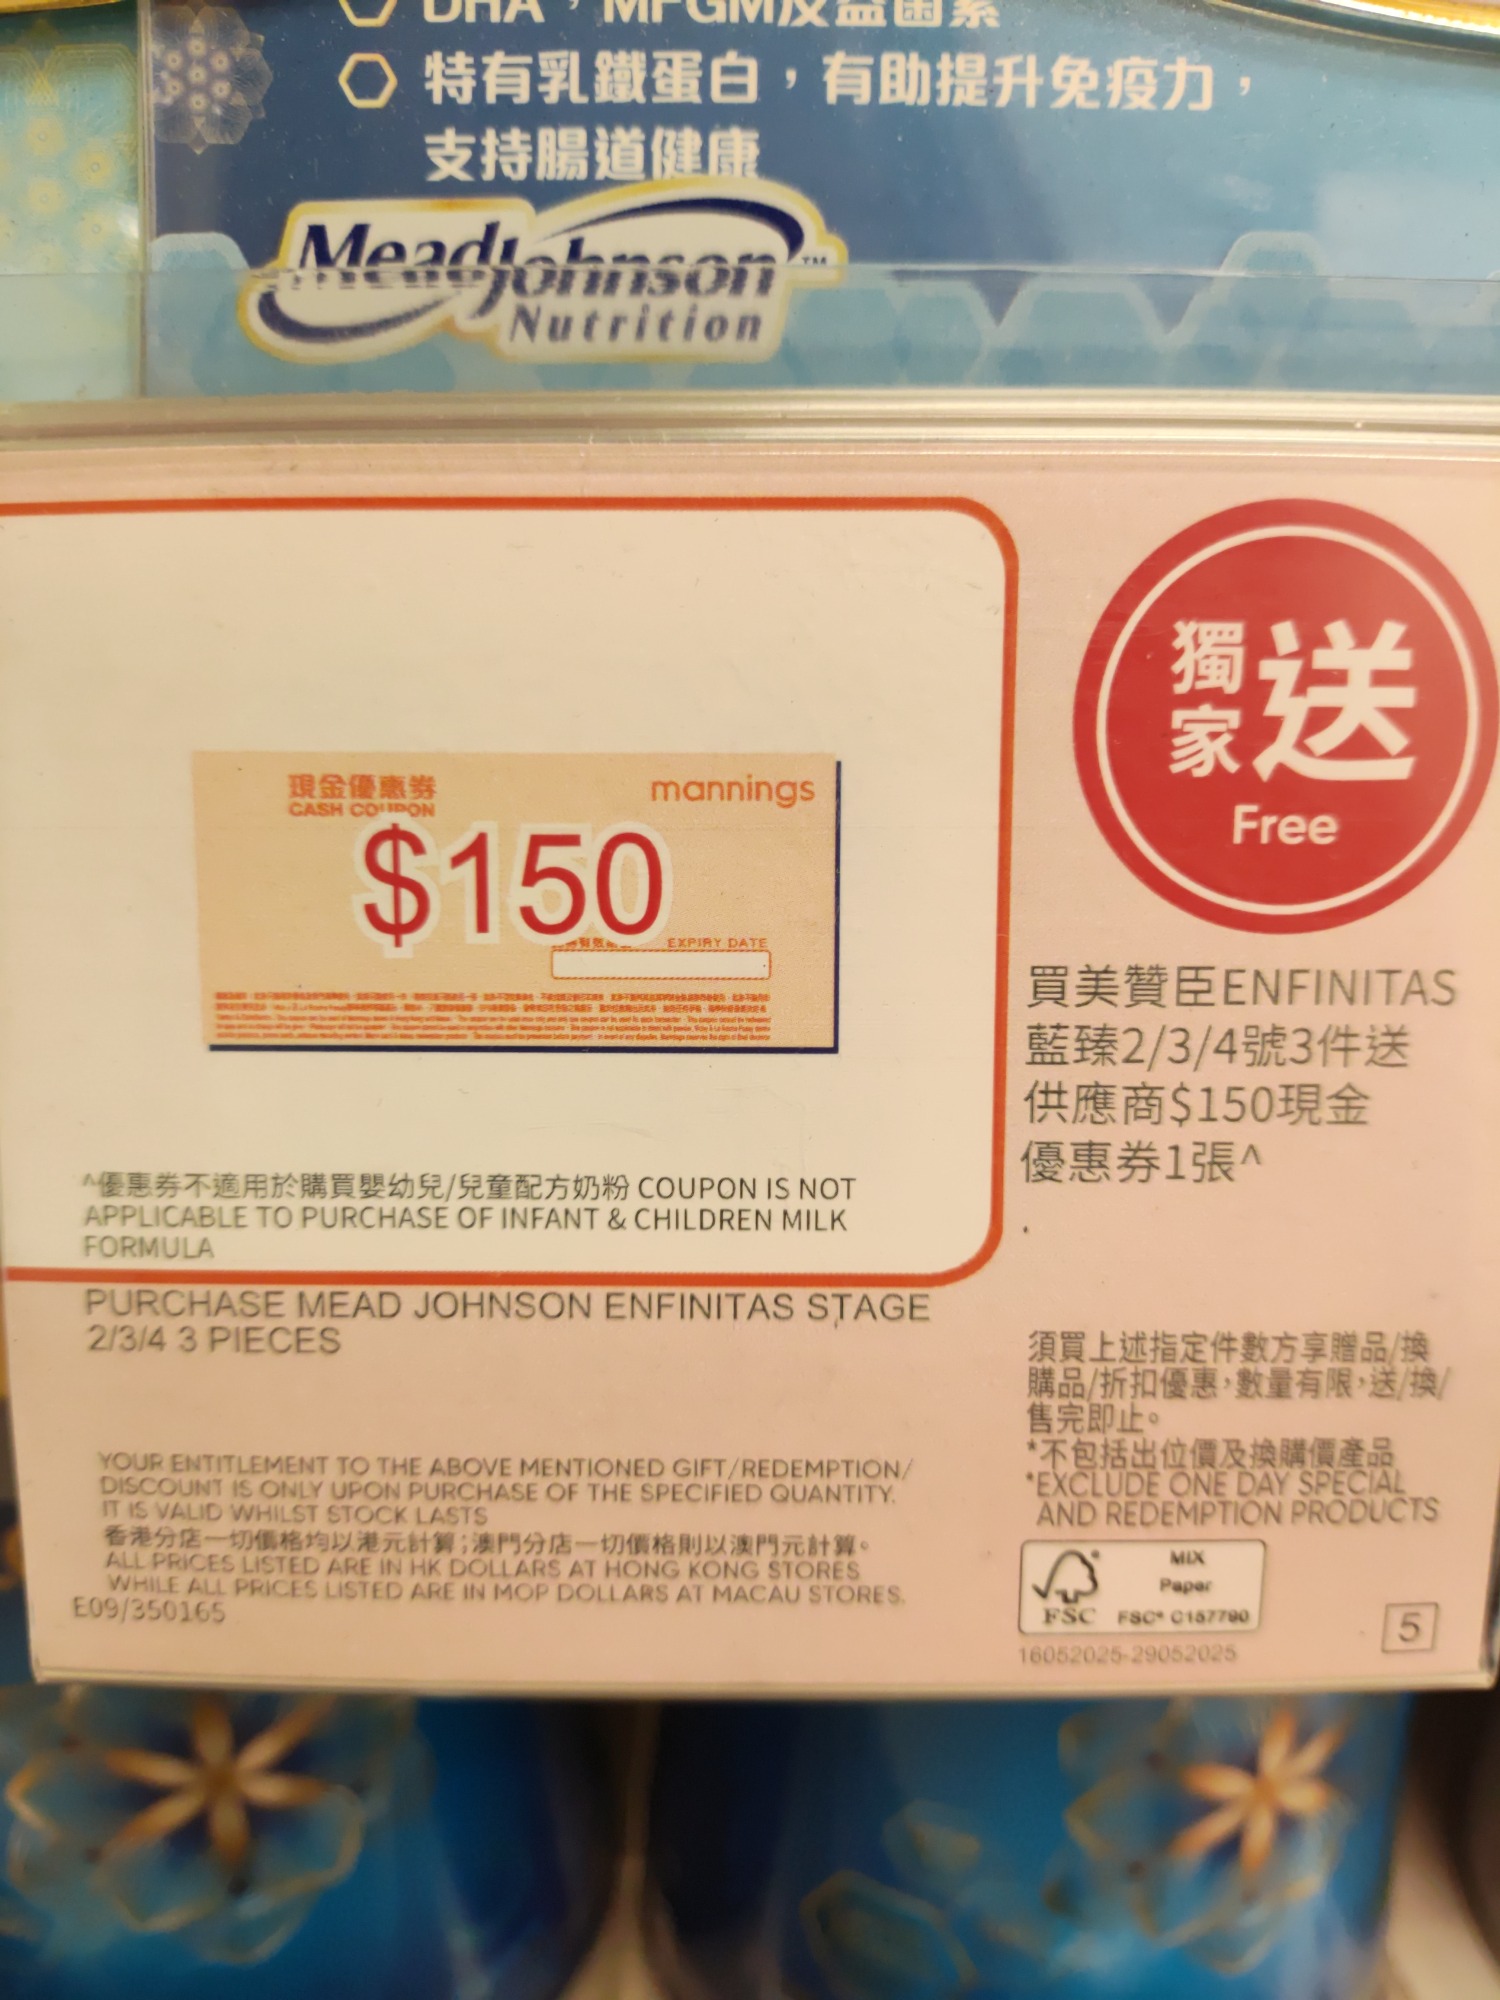 DHA，MFGM及益菌素
特有乳鐵蛋白，有助提升免疫力，
支持腸道健康
MeadJohnson™
Nutrition
現金優惠券
CASH COUPON
mannings
$150
EXPIRY DATE
獨家送
Free
買美贊臣ENFINITAS
藍臻2/3/4號3件送
供應商$150現金
優惠券1張^
^優惠券不適用於購買嬰幼兒/兒童配方奶粉 COUPON IS NOT
APPLICABLE TO PURCHASE OF INFANT & CHILDREN MILK
FORMULA
PURCHASE MEAD JOHNSON ENFINITAS STAGE
2/3/4 3 PIECES
須買上述指定件數方享贈品/換
購品/折扣優惠，數量有限，送/換/
售完即止。
*不包括出位價及換購價產品
*EXCLUDE ONE DAY SPECIAL
AND REDEMPTION PRODUCTS
YOUR ENTITLEMENT TO THE ABOVE MENTIONED GIFT/REDEMPTION/
DISCOUNT IS ONLY UPON PURCHASE OF THE SPECIFIED QUANTITY.
IT IS VALID WHILST STOCK LASTS
香港分店一切價格均以港元計算；澳門分店一切價格則以澳門元計算。
ALL PRICES LISTED ARE IN HK DOLLARS AT HONG KONG STORES
WHILE ALL PRICES LISTED ARE IN MOP DOLLARS AT MACAU STORES.
E09/350165
MIX
Paper
FSC FSC® C157790
16052025-29052025
5